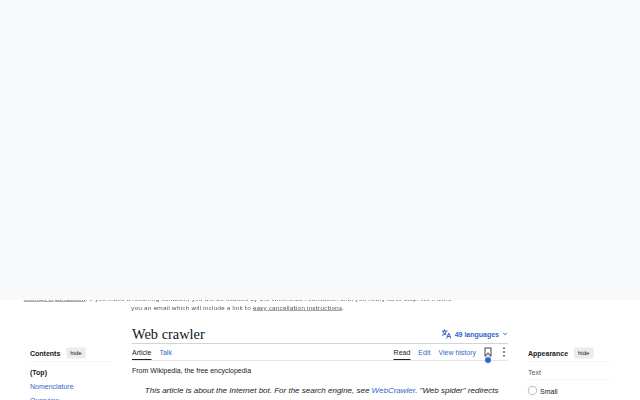 you an email which will include a link to easy cancellation instructions.
Web crawler
49 languages
Contents hide
Article Talk
Read Edit View history
Appearance hide
From Wikipedia, the free encyclopedia
(Top)
Text
Nomenclature
This article is about the Internet bot. For the search engine, see WebCrawler. "Web spider" redirects
Small